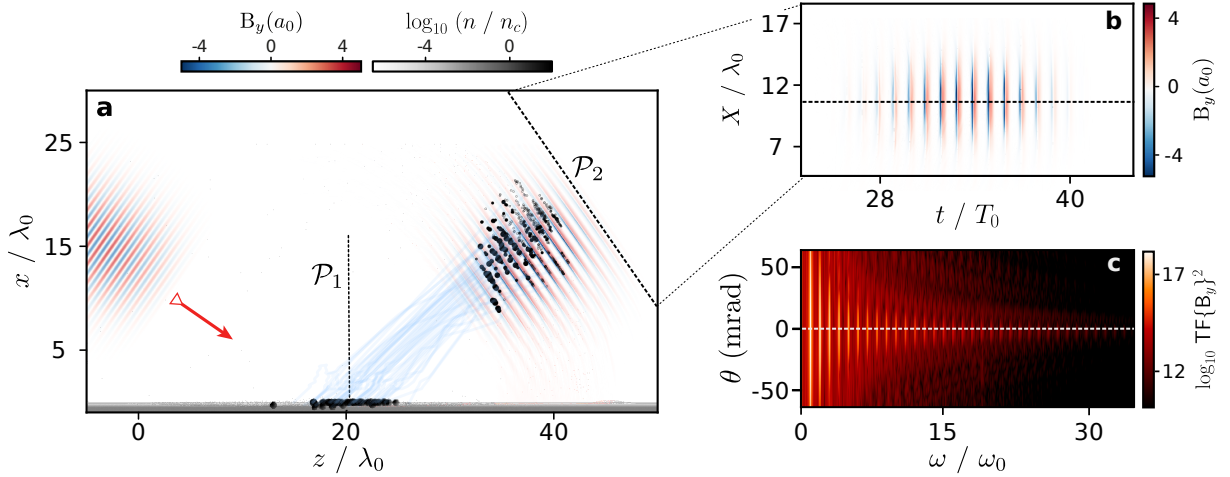 B_y(a_0)
-4 0 4
log_10 (n / n_c)
-4 0
a
25
15
5
x / λ_0
0 20 40
z / λ_0
𝒫_1
𝒫_2
b
17
12
7
X / λ_0
28 40
t / T_0
4
0
-4
B_y(a_0)
c
50
0
-50
θ (mrad)
0 15 30
ω / ω_0
17
12
log_10 TF{B_y}^2